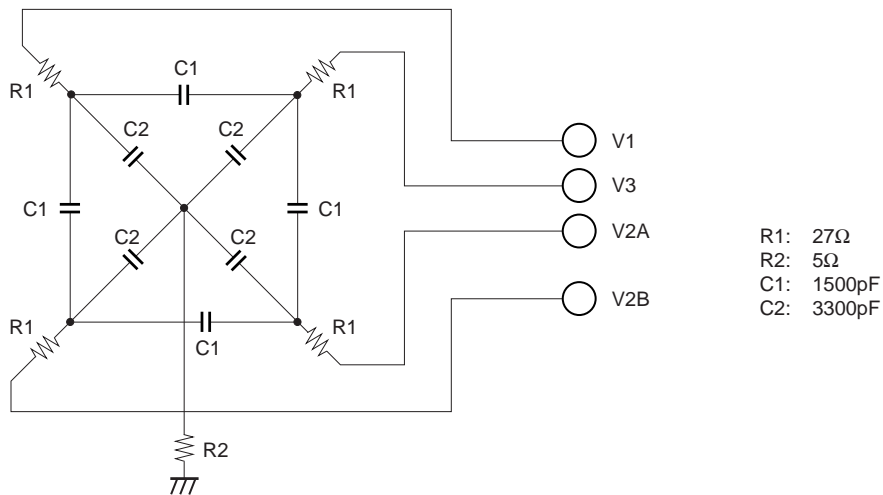 C1
R1
R1
C2
C2
V1
V3
C1
C1
V2A
C2
C2
R1: 27Ω
R2: 5Ω
C1: 1500pF
C2: 3300pF
V2B
R1
R1
C1
R2